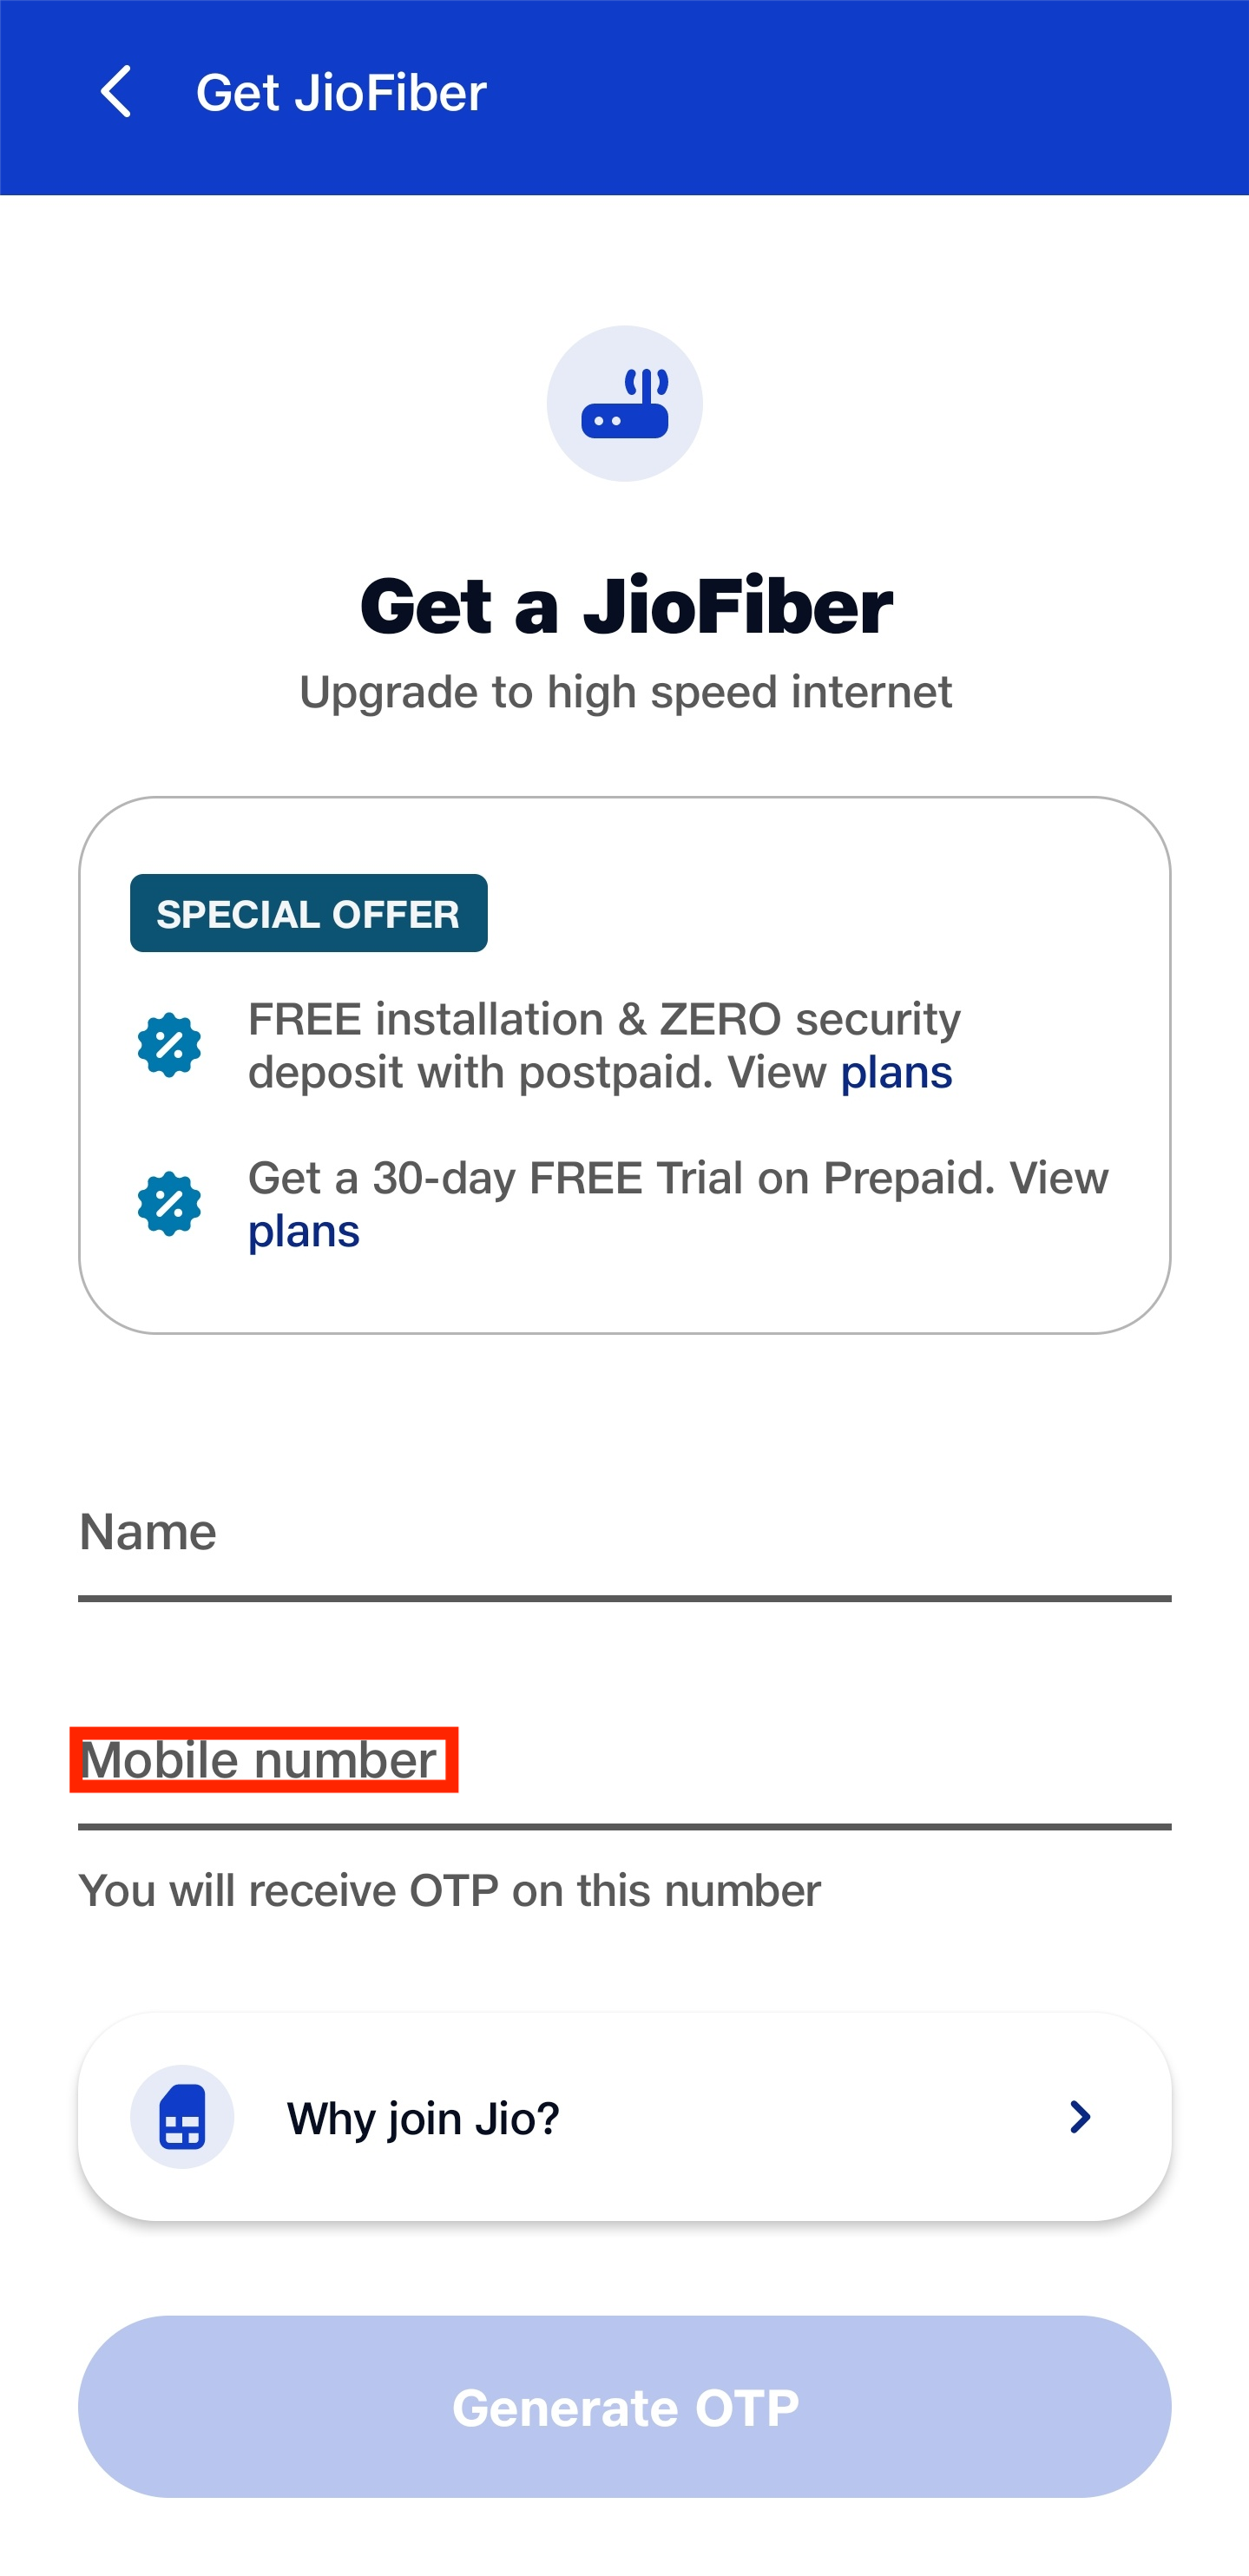 Get JioFiber
Get a JioFiber
Upgrade to high speed internet
SPECIAL OFFER
FREE installation & ZERO security
deposit with postpaid. View plans
Get a 30-day FREE Trial on Prepaid. View
plans
Name
Mobile number
You will receive OTP on this number
Why join Jio?
Generate OTP